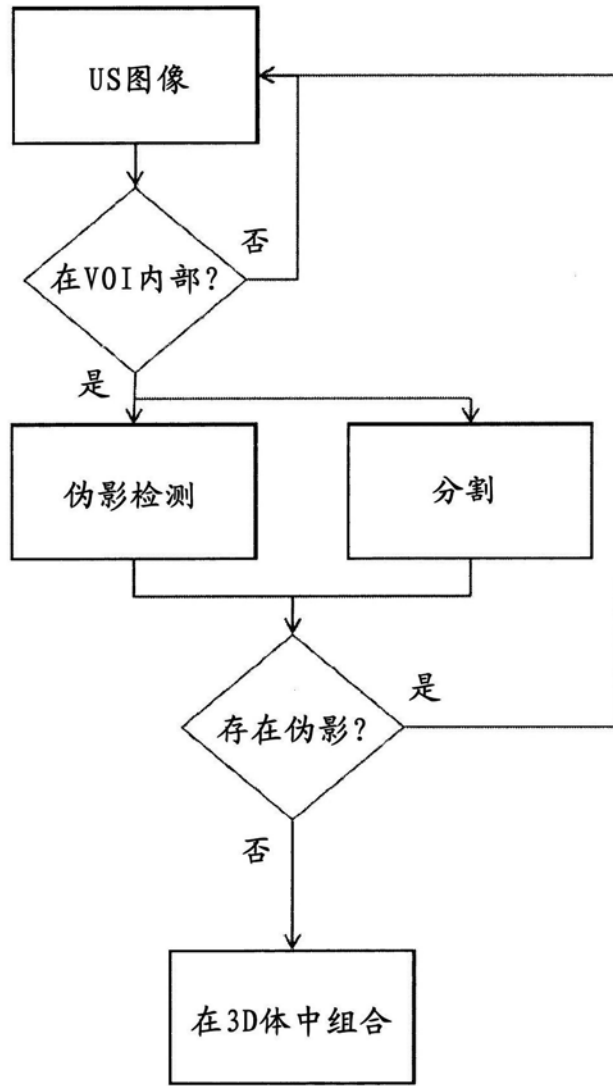 US图像
否
在VOI内部?
是
伪影检测
分割
是
存在伪影?
否
在3D体中组合